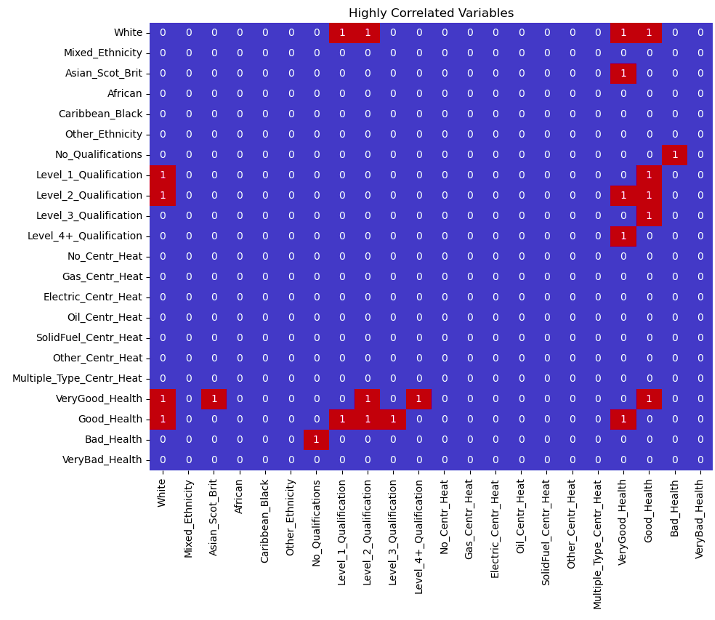 Highly Correlated Variables
White 0 0 0 0 0 0 0 1 1 0 0 0 0 0 0 0 0 0 1 1 0 0
Mixed_Ethnicity 0 0 0 0 0 0 0 0 0 0 0 0 0 0 0 0 0 0 0 0 0 0
Asian_Scot_Brit 0 0 0 0 0 0 0 0 0 0 0 0 0 0 0 0 0 0 1 0 0 0
African 0 0 0 0 0 0 0 0 0 0 0 0 0 0 0 0 0 0 0 0 0 0
Caribbean_Black 0 0 0 0 0 0 0 0 0 0 0 0 0 0 0 0 0 0 0 0 0 0
Other_Ethnicity 0 0 0 0 0 0 0 0 0 0 0 0 0 0 0 0 0 0 0 0 0 0
No_Qualifications 0 0 0 0 0 0 0 0 0 0 0 0 0 0 0 0 0 0 0 0 1 0
Level_1_Qualification 1 0 0 0 0 0 0 0 0 0 0 0 0 0 0 0 0 0 0 1 0 0
Level_2_Qualification 1 0 0 0 0 0 0 0 0 0 0 0 0 0 0 0 0 0 1 1 0 0
Level_3_Qualification 0 0 0 0 0 0 0 0 0 0 0 0 0 0 0 0 0 0 0 1 0 0
Level_4+_Qualification 0 0 0 0 0 0 0 0 0 0 0 0 0 0 0 0 0 0 1 0 0 0
No_Centr_Heat 0 0 0 0 0 0 0 0 0 0 0 0 0 0 0 0 0 0 0 0 0 0
Gas_Centr_Heat 0 0 0 0 0 0 0 0 0 0 0 0 0 0 0 0 0 0 0 0 0 0
Electric_Centr_Heat 0 0 0 0 0 0 0 0 0 0 0 0 0 0 0 0 0 0 0 0 0 0
Oil_Centr_Heat 0 0 0 0 0 0 0 0 0 0 0 0 0 0 0 0 0 0 0 0 0 0
SolidFuel_Centr_Heat 0 0 0 0 0 0 0 0 0 0 0 0 0 0 0 0 0 0 0 0 0 0
Other_Centr_Heat 0 0 0 0 0 0 0 0 0 0 0 0 0 0 0 0 0 0 0 0 0 0
Multiple_Type_Centr_Heat 0 0 0 0 0 0 0 0 0 0 0 0 0 0 0 0 0 0 0 0 0 0
VeryGood_Health 1 0 1 0 0 0 0 0 1 0 1 0 0 0 0 0 0 0 0 1 0 0
Good_Health 1 0 0 0 0 0 0 1 1 1 0 0 0 0 0 0 0 0 1 0 0 0
Bad_Health 0 0 0 0 0 0 1 0 0 0 0 0 0 0 0 0 0 0 0 0 0 0
VeryBad_Health 0 0 0 0 0 0 0 0 0 0 0 0 0 0 0 0 0 0 0 0 0 0
White
Mixed_Ethnicity
Asian_Scot_Brit
African
Caribbean_Black
Other_Ethnicity
No_Qualifications
Level_1_Qualification
Level_2_Qualification
Level_3_Qualification
Level_4+_Qualification
No_Centr_Heat
Gas_Centr_Heat
Electric_Centr_Heat
Oil_Centr_Heat
SolidFuel_Centr_Heat
Other_Centr_Heat
Multiple_Type_Centr_Heat
VeryGood_Health
Good_Health
Bad_Health
VeryBad_Health